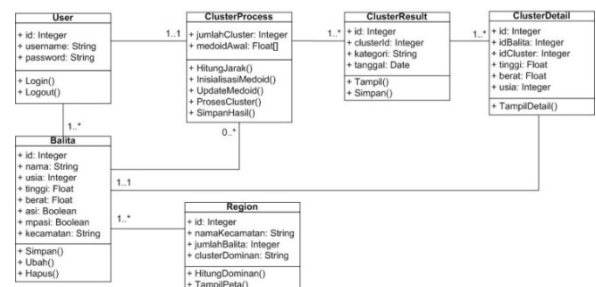 User
+ id: Integer
+ username: String
+ password: String
+ Login()
+ Logout()
1..1
ClusterProcess
+ jumlahCluster: Integer
+ medoidAwal: Float[]
+ HitungJarak()
+ InisialisasiMedoid()
+ UpdateMedoid()
+ ProsesCluster()
+ SimpanHasil()
1..*
ClusterResult
+ id: Integer
+ clusterId: Integer
+ kategori: String
+ tanggal: Date
+ Tampil()
+ Simpan()
1..*
ClusterDetail
+ id: Integer
+ idBalita: Integer
+ idCluster: Integer
+ tinggi: Float
+ berat: Float
+ usia: Integer
+ TampilDetail()
1..*
0..*
Balita
+ id: Integer
+ nama: String
+ usia: Integer
+ tinggi: Float
+ berat: Float
+ asi: Boolean
+ mpasi: Boolean
+ kecamatan: String
+ Simpan()
+ Ubah()
+ Hapus()
1..1
1..*
Region
+ id: Integer
+ namaKecamatan: String
+ jumlahBalita: Integer
+ clusterDominan: String
+ HitungDominan()
+ TampilPeta()